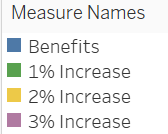 Measure Names
Benefits
1% Increase
2% Increase
3% Increase